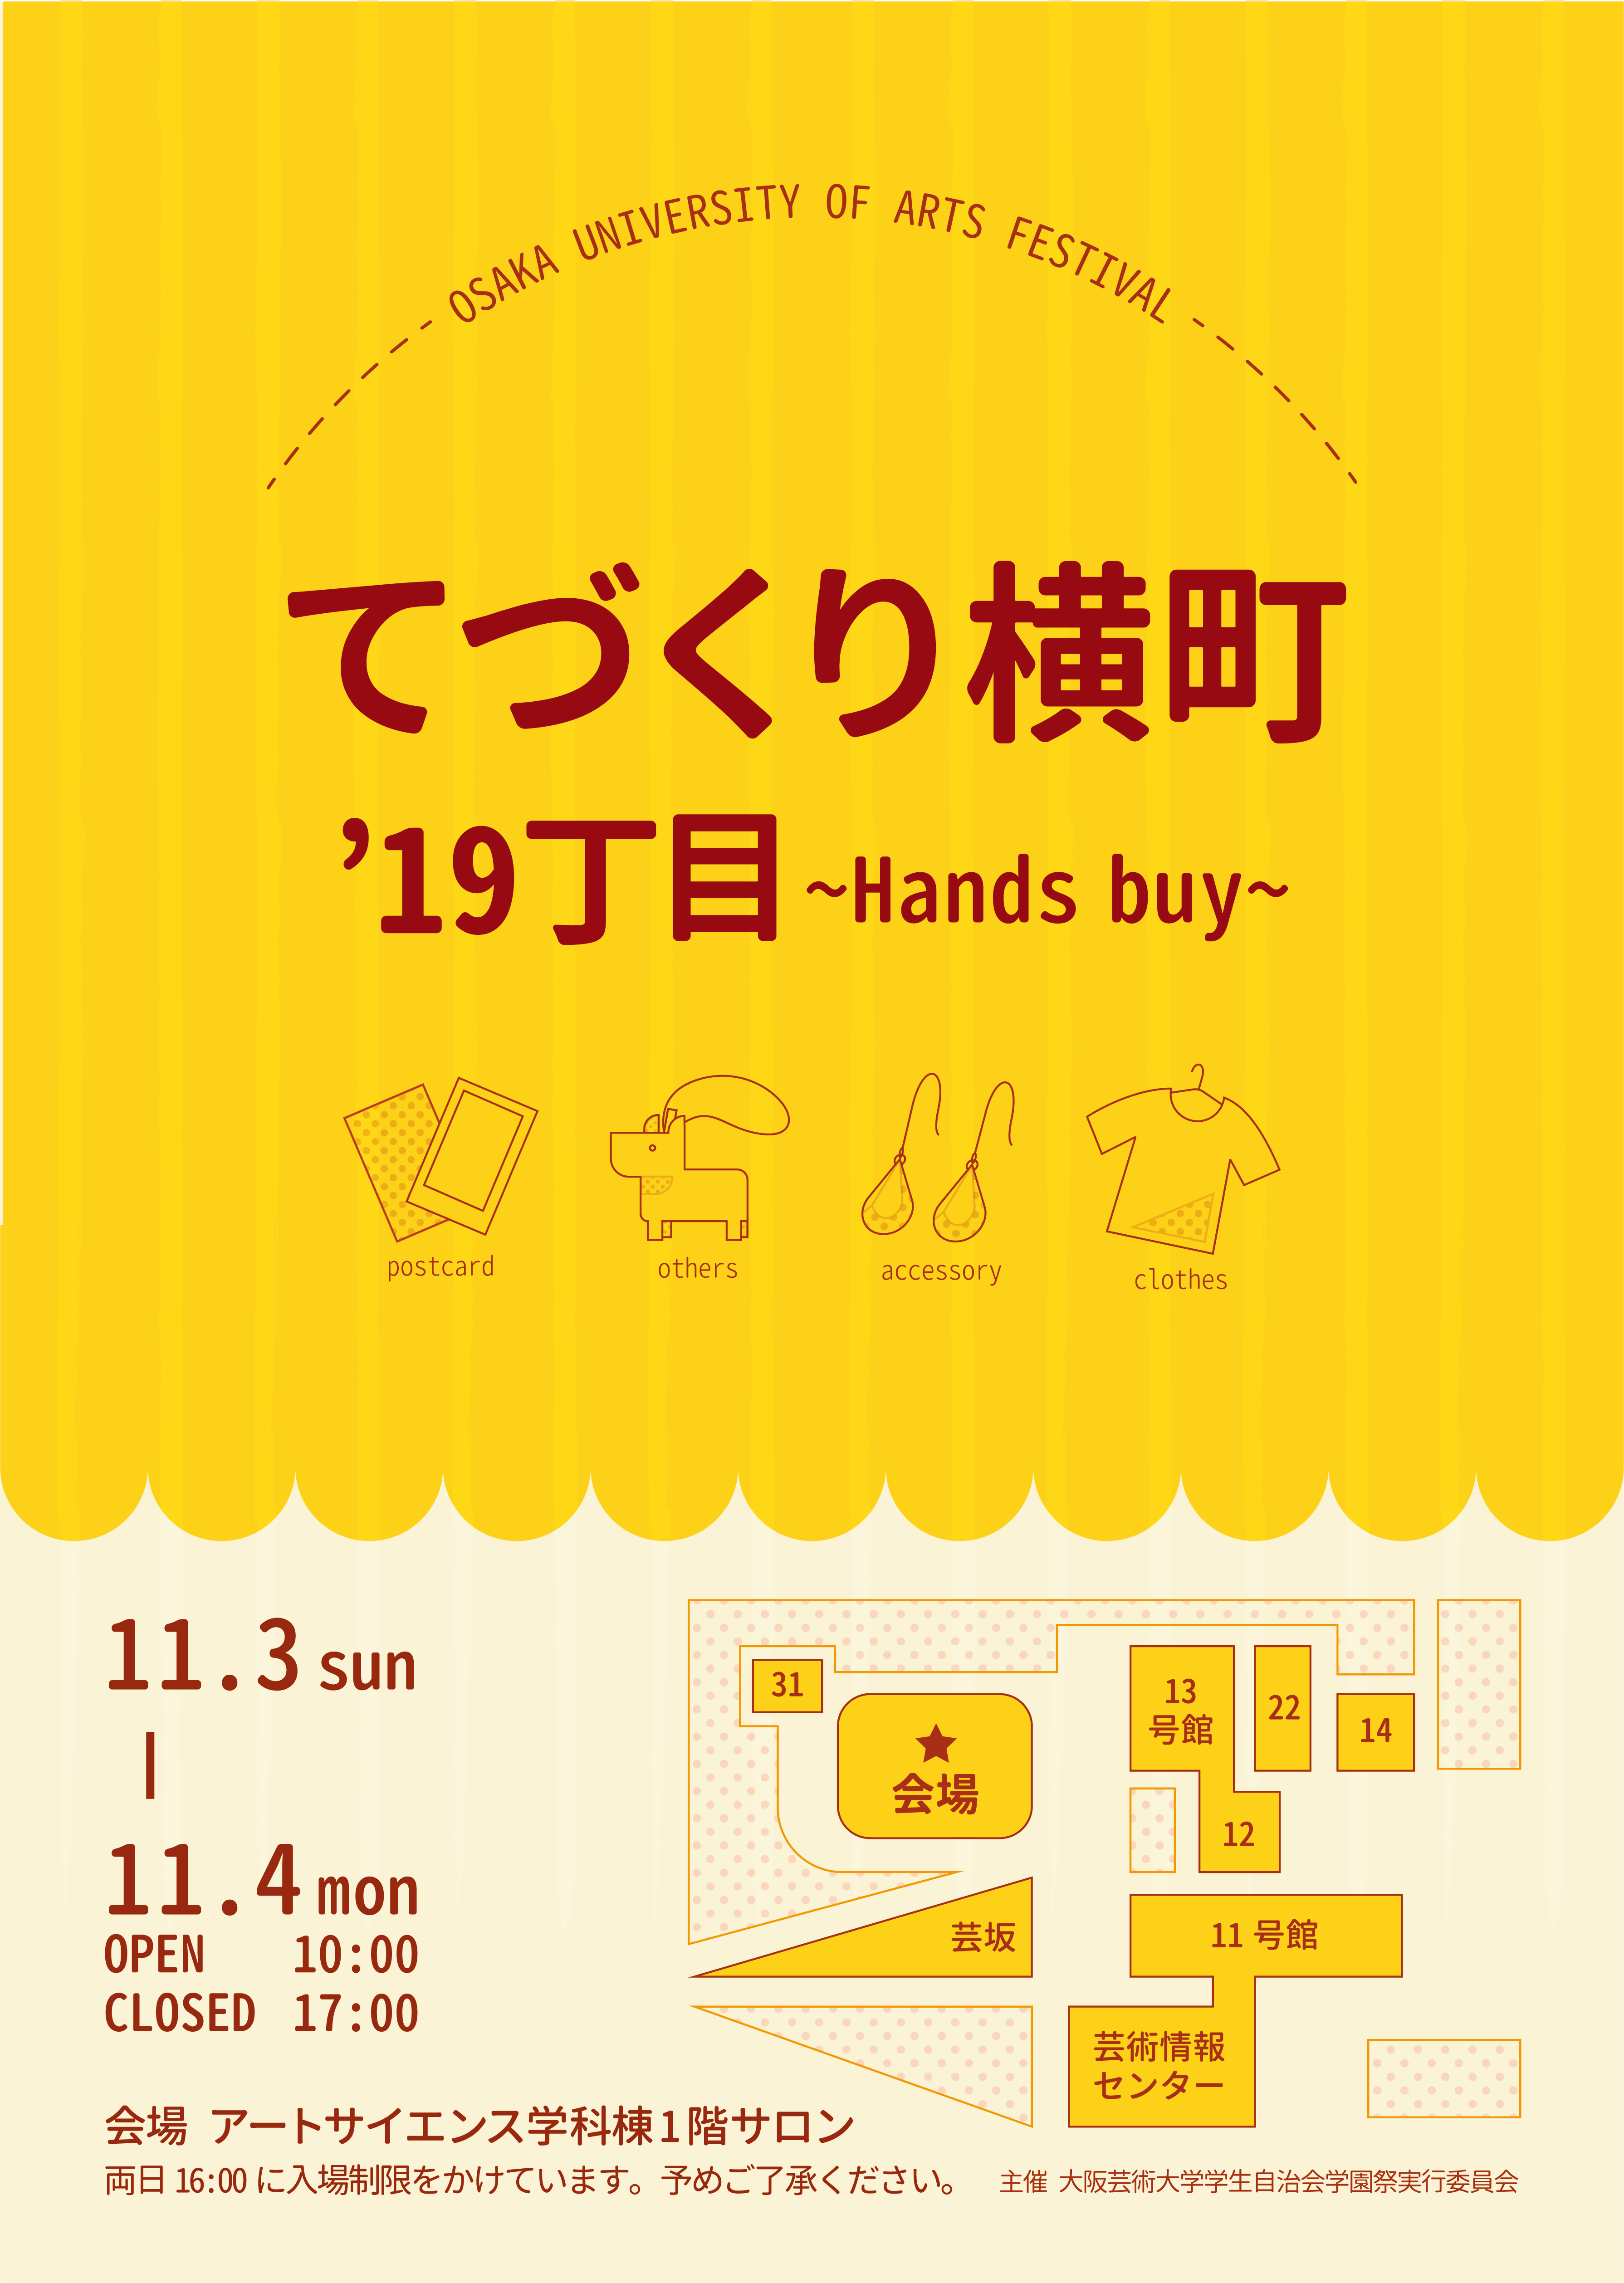 OSAKA UNIVERSITY OF ARTS FESTIVAL
てづくり横町
’19丁目 ~Hands buy~
postcard
others
accessory
clothes
11.3 sun
|
11.4 mon
OPEN 10:00
CLOSED 17:00
31
会場
13
号館
22
14
12
芸坂
11 号館
芸術情報
センター
会場 アートサイエンス学科棟1階サロン
両日 16:00 に入場制限をかけています。予めご了承ください。
主催 大阪芸術大学学生自治会学園祭実行委員会